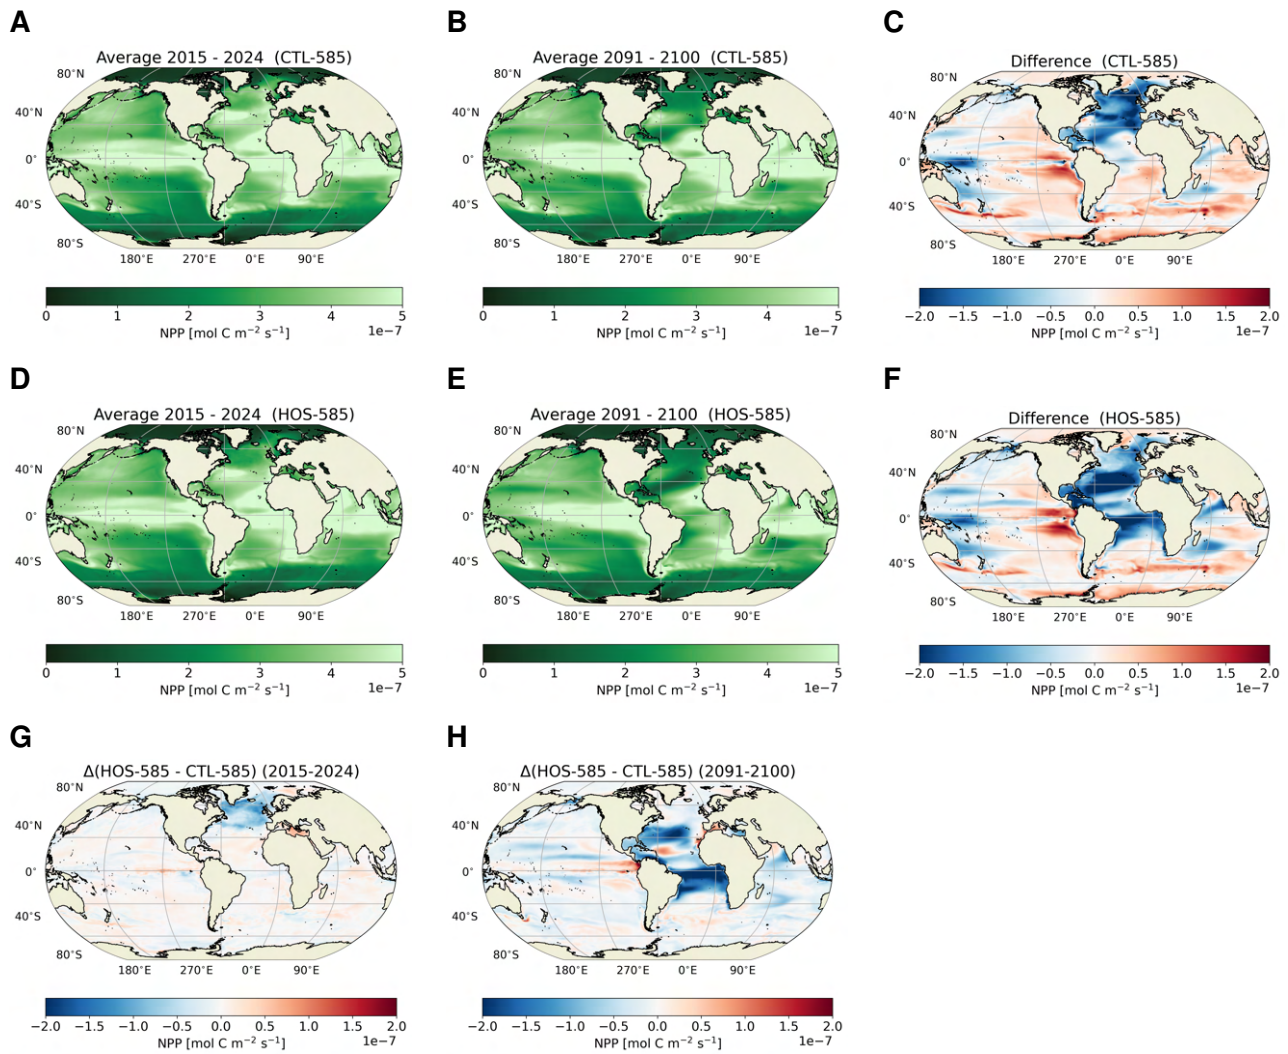 A
B
C
Average 2015 - 2024 (CTL-585)
Average 2091 - 2100 (CTL-585)
Difference (CTL-585)
80°N
40°N
0°
40°S
80°S
180°E 270°E 0°E 90°E
80°N
40°N
0°
40°S
80°S
180°E 270°E 0°E 90°E
80°N
40°N
0°
40°S
80°S
180°E 270°E 0°E 90°E
0 1 2 3 4 5
NPP [mol C m⁻² s⁻¹] 1e−7
0 1 2 3 4 5
NPP [mol C m⁻² s⁻¹] 1e−7
−2.0 −1.5 −1.0 −0.5 0.0 0.5 1.0 1.5 2.0
NPP [mol C m⁻² s⁻¹] 1e−7
D
E
F
Average 2015 - 2024 (HOS-585)
Average 2091 - 2100 (HOS-585)
Difference (HOS-585)
80°N
40°N
0°
40°S
80°S
180°E 270°E 0°E 90°E
80°N
40°N
0°
40°S
80°S
180°E 270°E 0°E 90°E
80°N
40°N
0°
40°S
80°S
180°E 270°E 0°E 90°E
0 1 2 3 4 5
NPP [mol C m⁻² s⁻¹] 1e−7
0 1 2 3 4 5
NPP [mol C m⁻² s⁻¹] 1e−7
−2.0 −1.5 −1.0 −0.5 0.0 0.5 1.0 1.5 2.0
NPP [mol C m⁻² s⁻¹] 1e−7
G
H
Δ(HOS-585 - CTL-585) (2015-2024)
Δ(HOS-585 - CTL-585) (2091-2100)
80°N
40°N
0°
40°S
80°S
180°E 270°E 0°E 90°E
80°N
40°N
0°
40°S
80°S
180°E 270°E 0°E 90°E
−2.0 −1.5 −1.0 −0.5 0.0 0.5 1.0 1.5 2.0
NPP [mol C m⁻² s⁻¹] 1e−7
−2.0 −1.5 −1.0 −0.5 0.0 0.5 1.0 1.5 2.0
NPP [mol C m⁻² s⁻¹] 1e−7